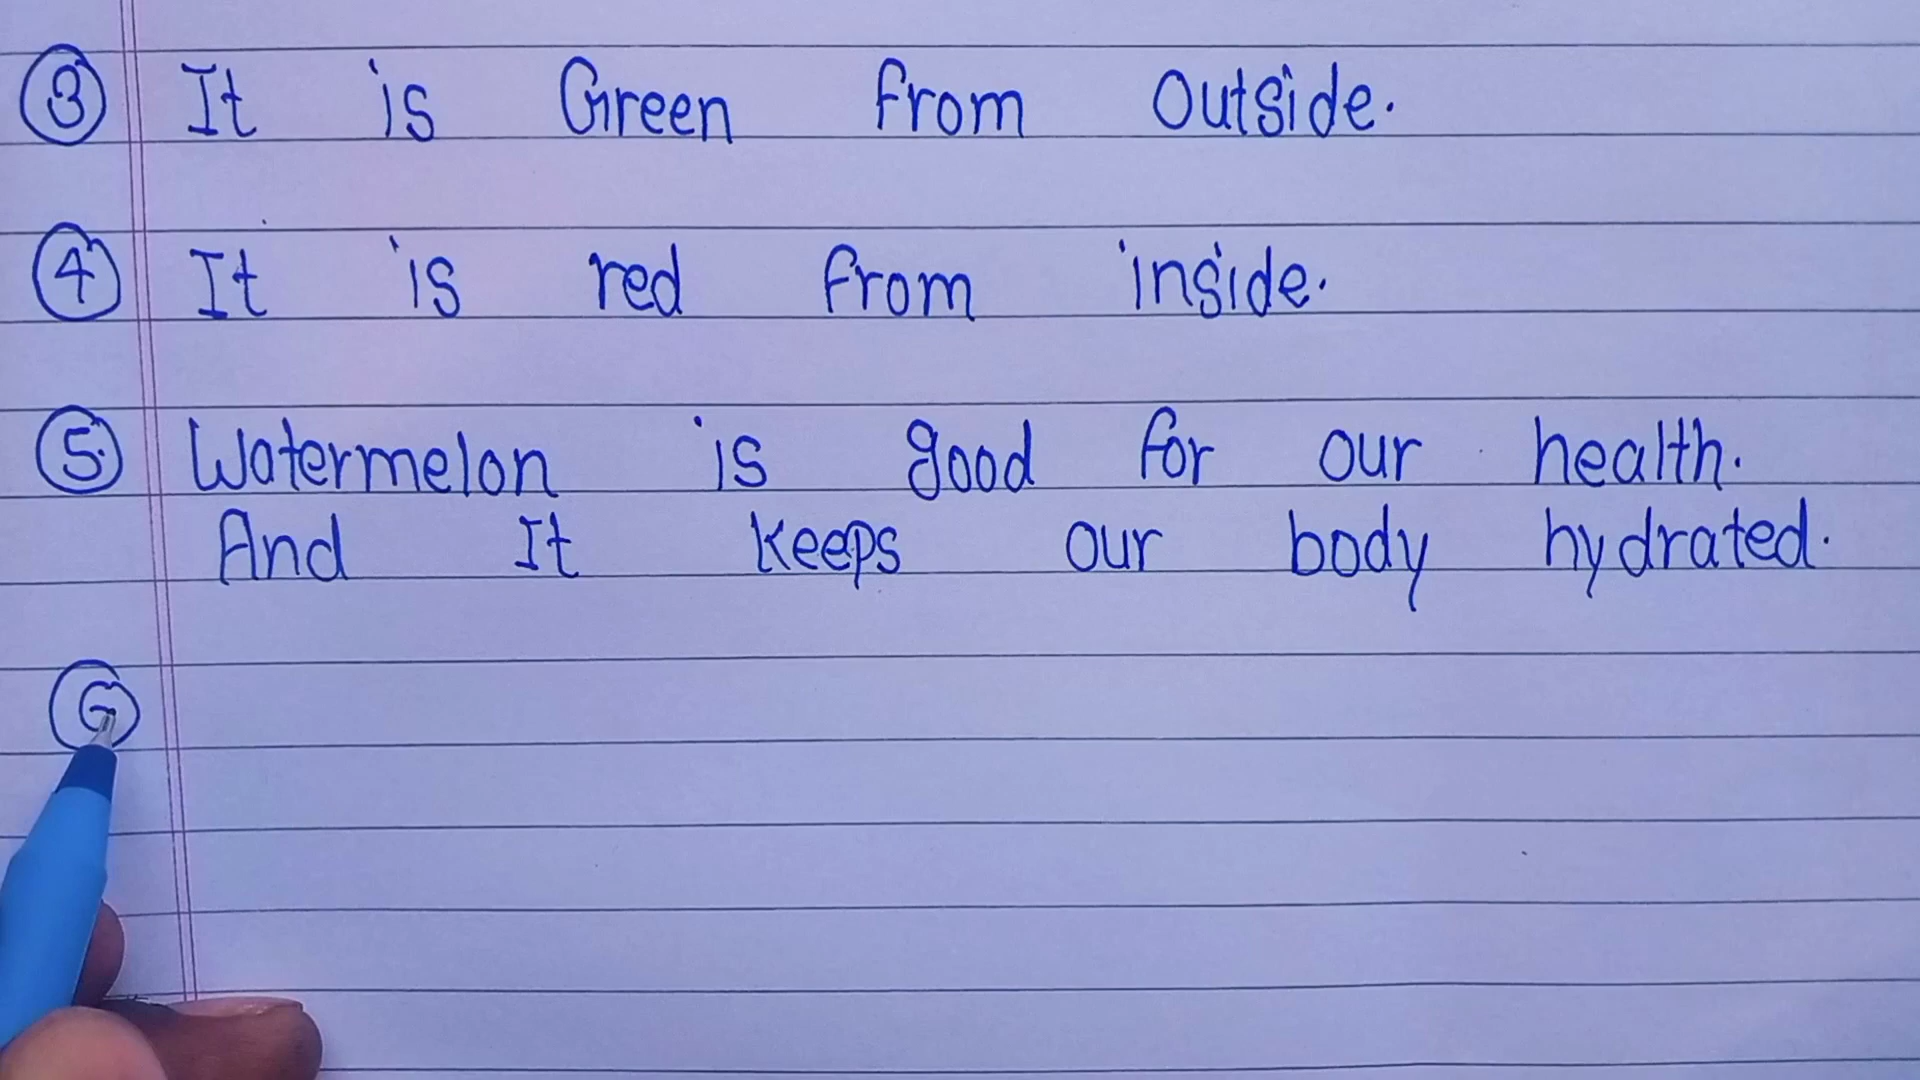 ③ It is Green from Outside.
④ It is red from inside.
⑤ Watermelon is good for our health.
And It keeps our body hydrated.
⑥